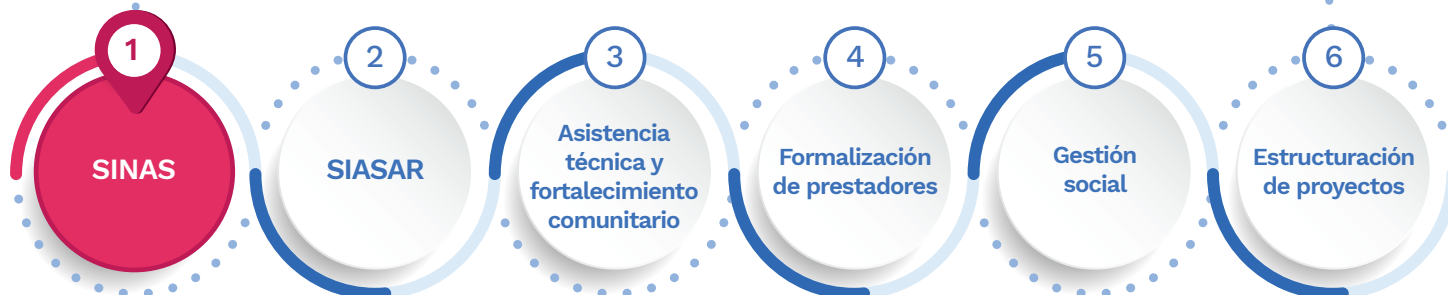 1
SINAS
2
SIASAR
3
Asistencia
técnica y
fortalecimiento
comunitario
4
Formalización
de prestadores
5
Gestión
social
6
Estructuración
de proyectos